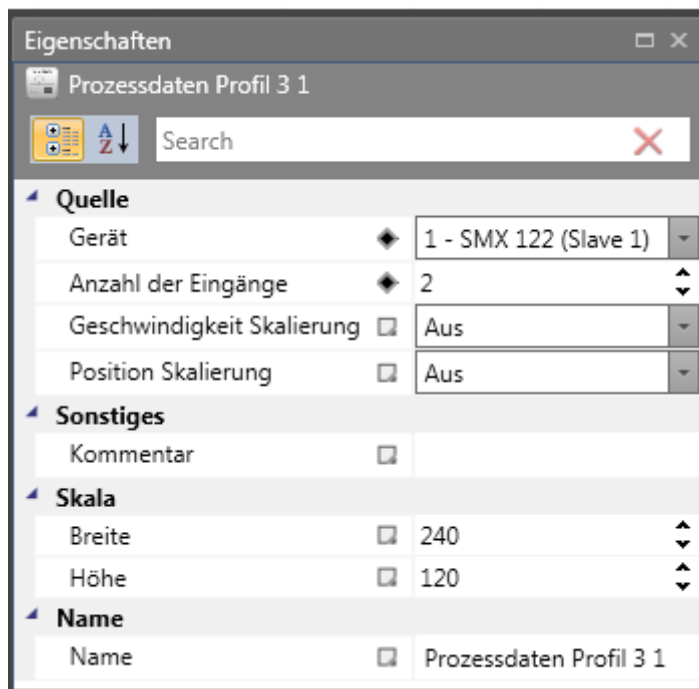 Eigenschaften
Prozessdaten Profil 3 1
Search
Quelle
Gerät 1 - SMX 122 (Slave 1)
Anzahl der Eingänge 2
Geschwindigkeit Skalierung Aus
Position Skalierung Aus
Sonstiges
Kommentar
Skala
Breite 240
Höhe 120
Name
Name Prozessdaten Profil 3 1